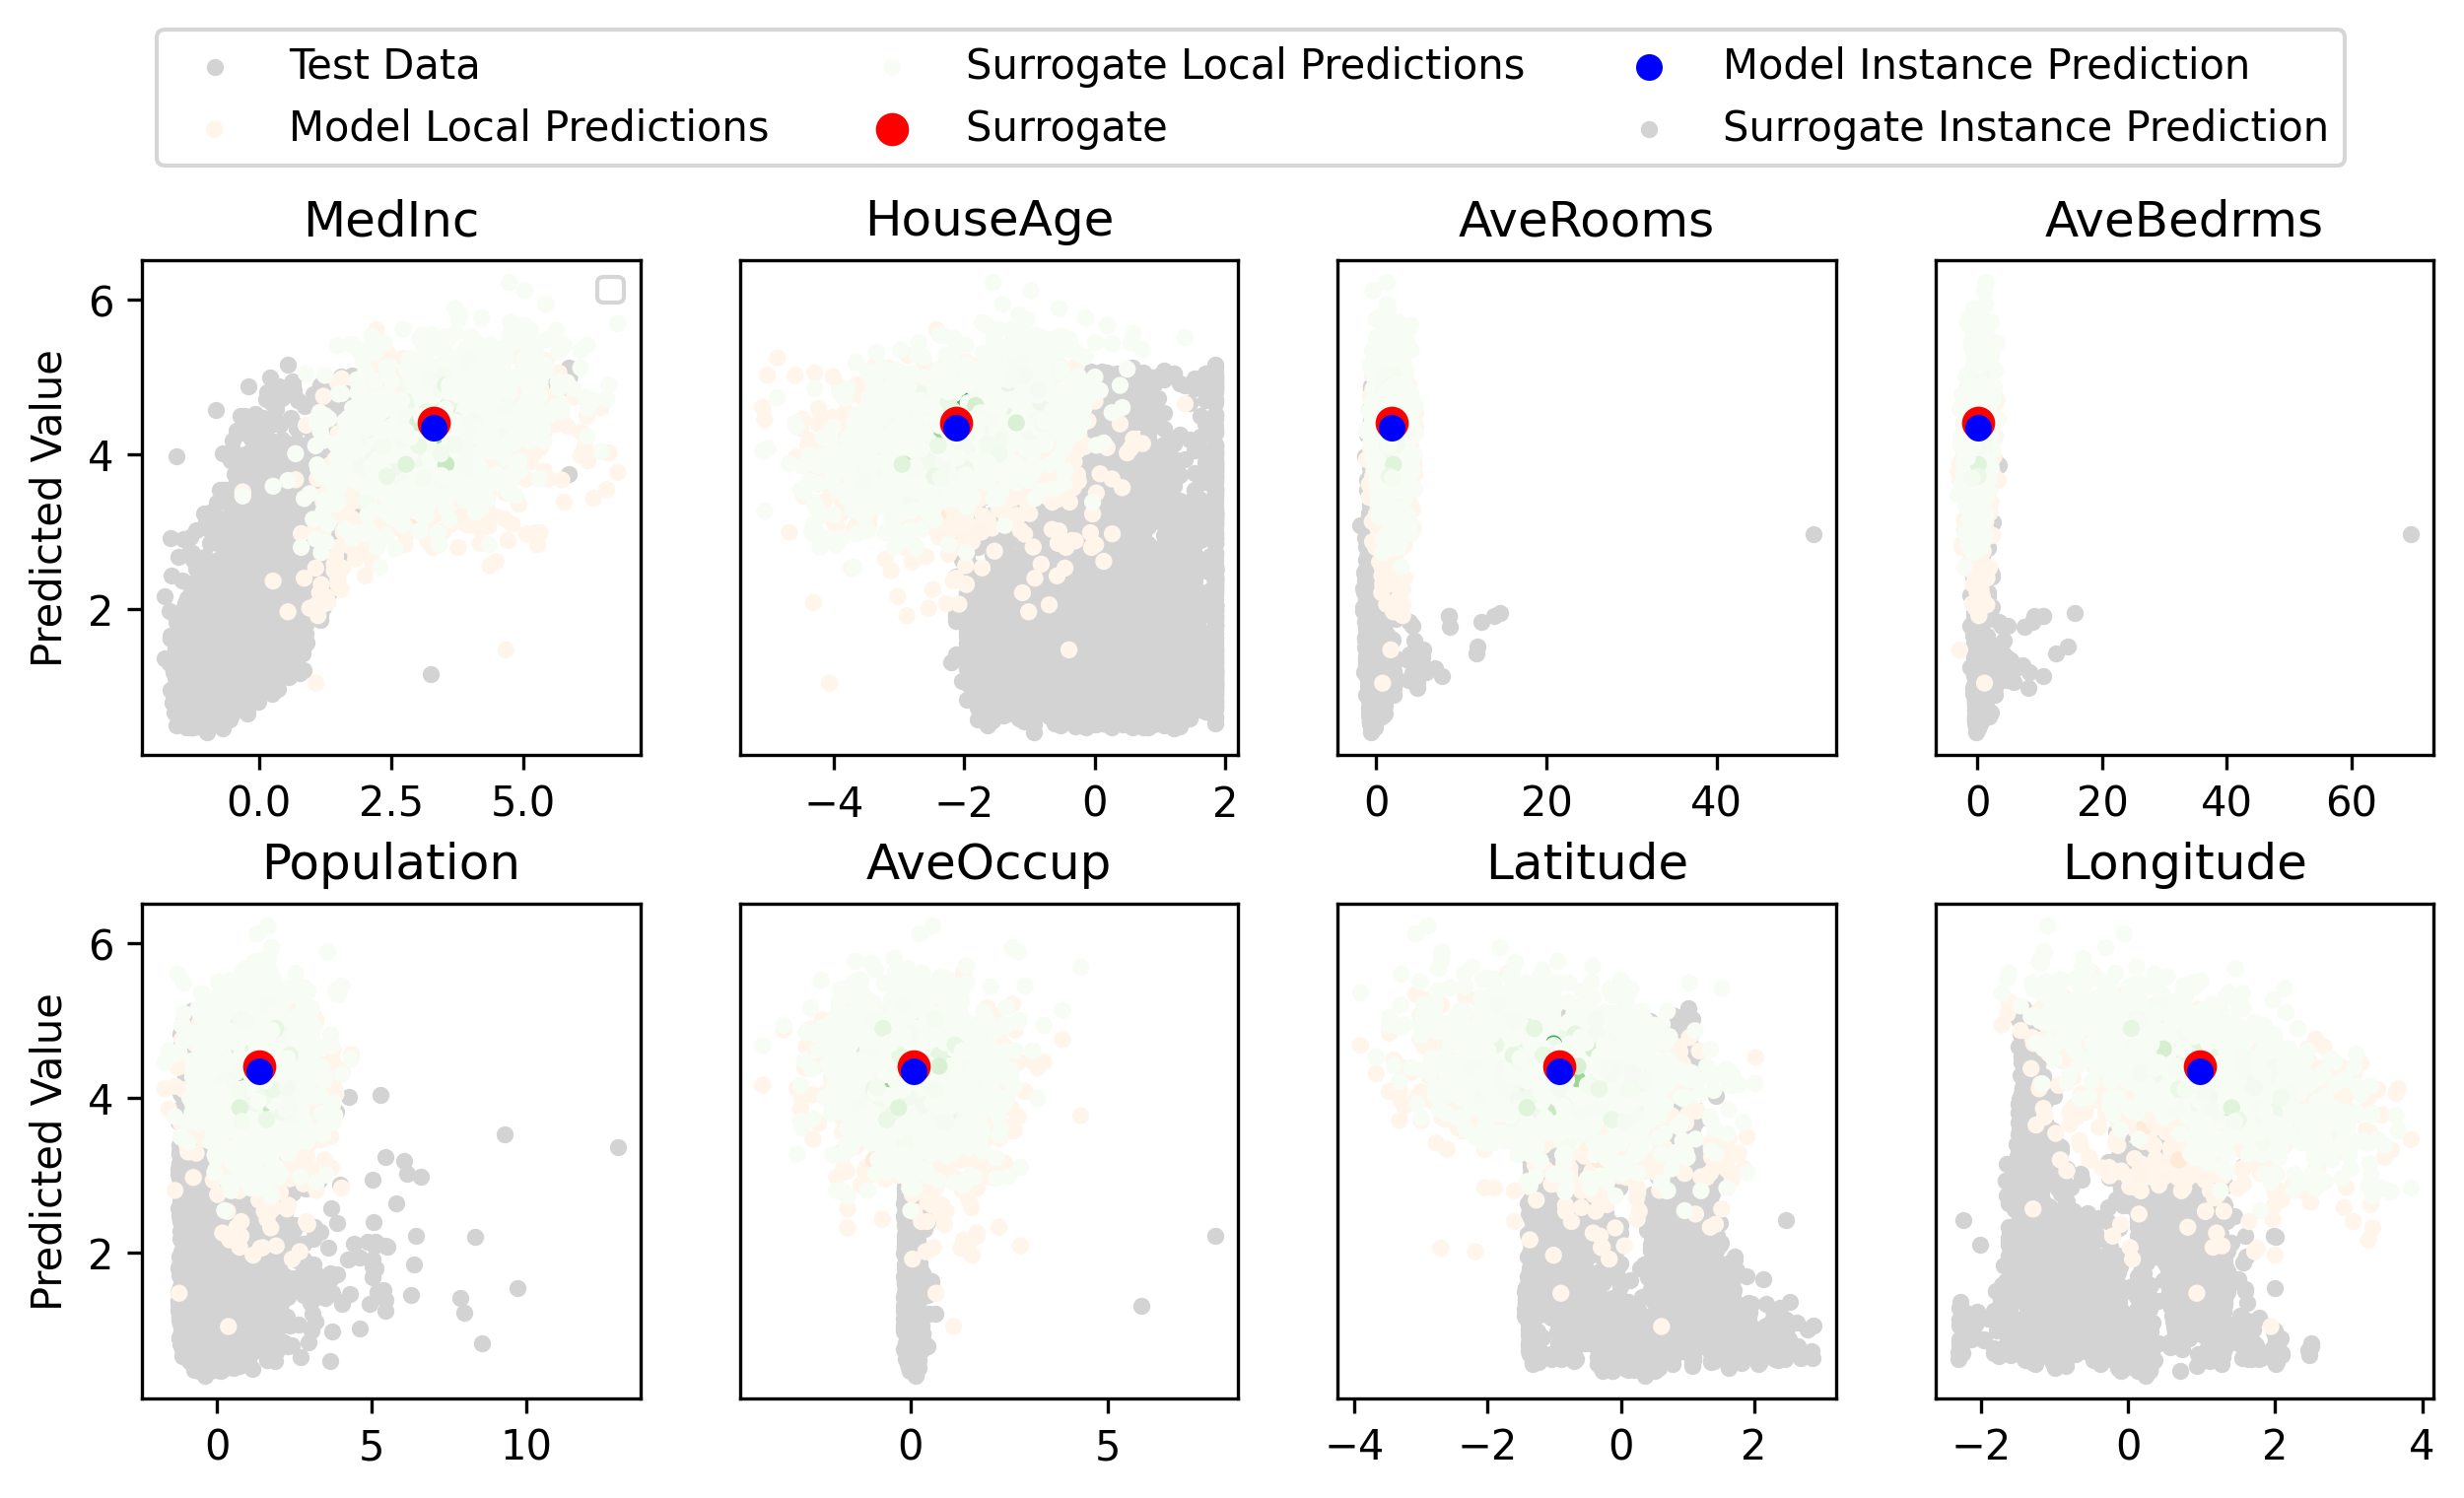 Test Data Surrogate Local Predictions Model Instance Prediction
Model Local Predictions Surrogate Surrogate Instance Prediction
MedInc HouseAge AveRooms AveBedrms
Predicted Value
6
4
2
0.0 2.5 5.0 −4 −2 0 2 0 20 40 0 20 40 60
Population AveOccup Latitude Longitude
Predicted Value
6
4
2
0 5 10 0 5 −4 −2 0 2 −2 0 2 4